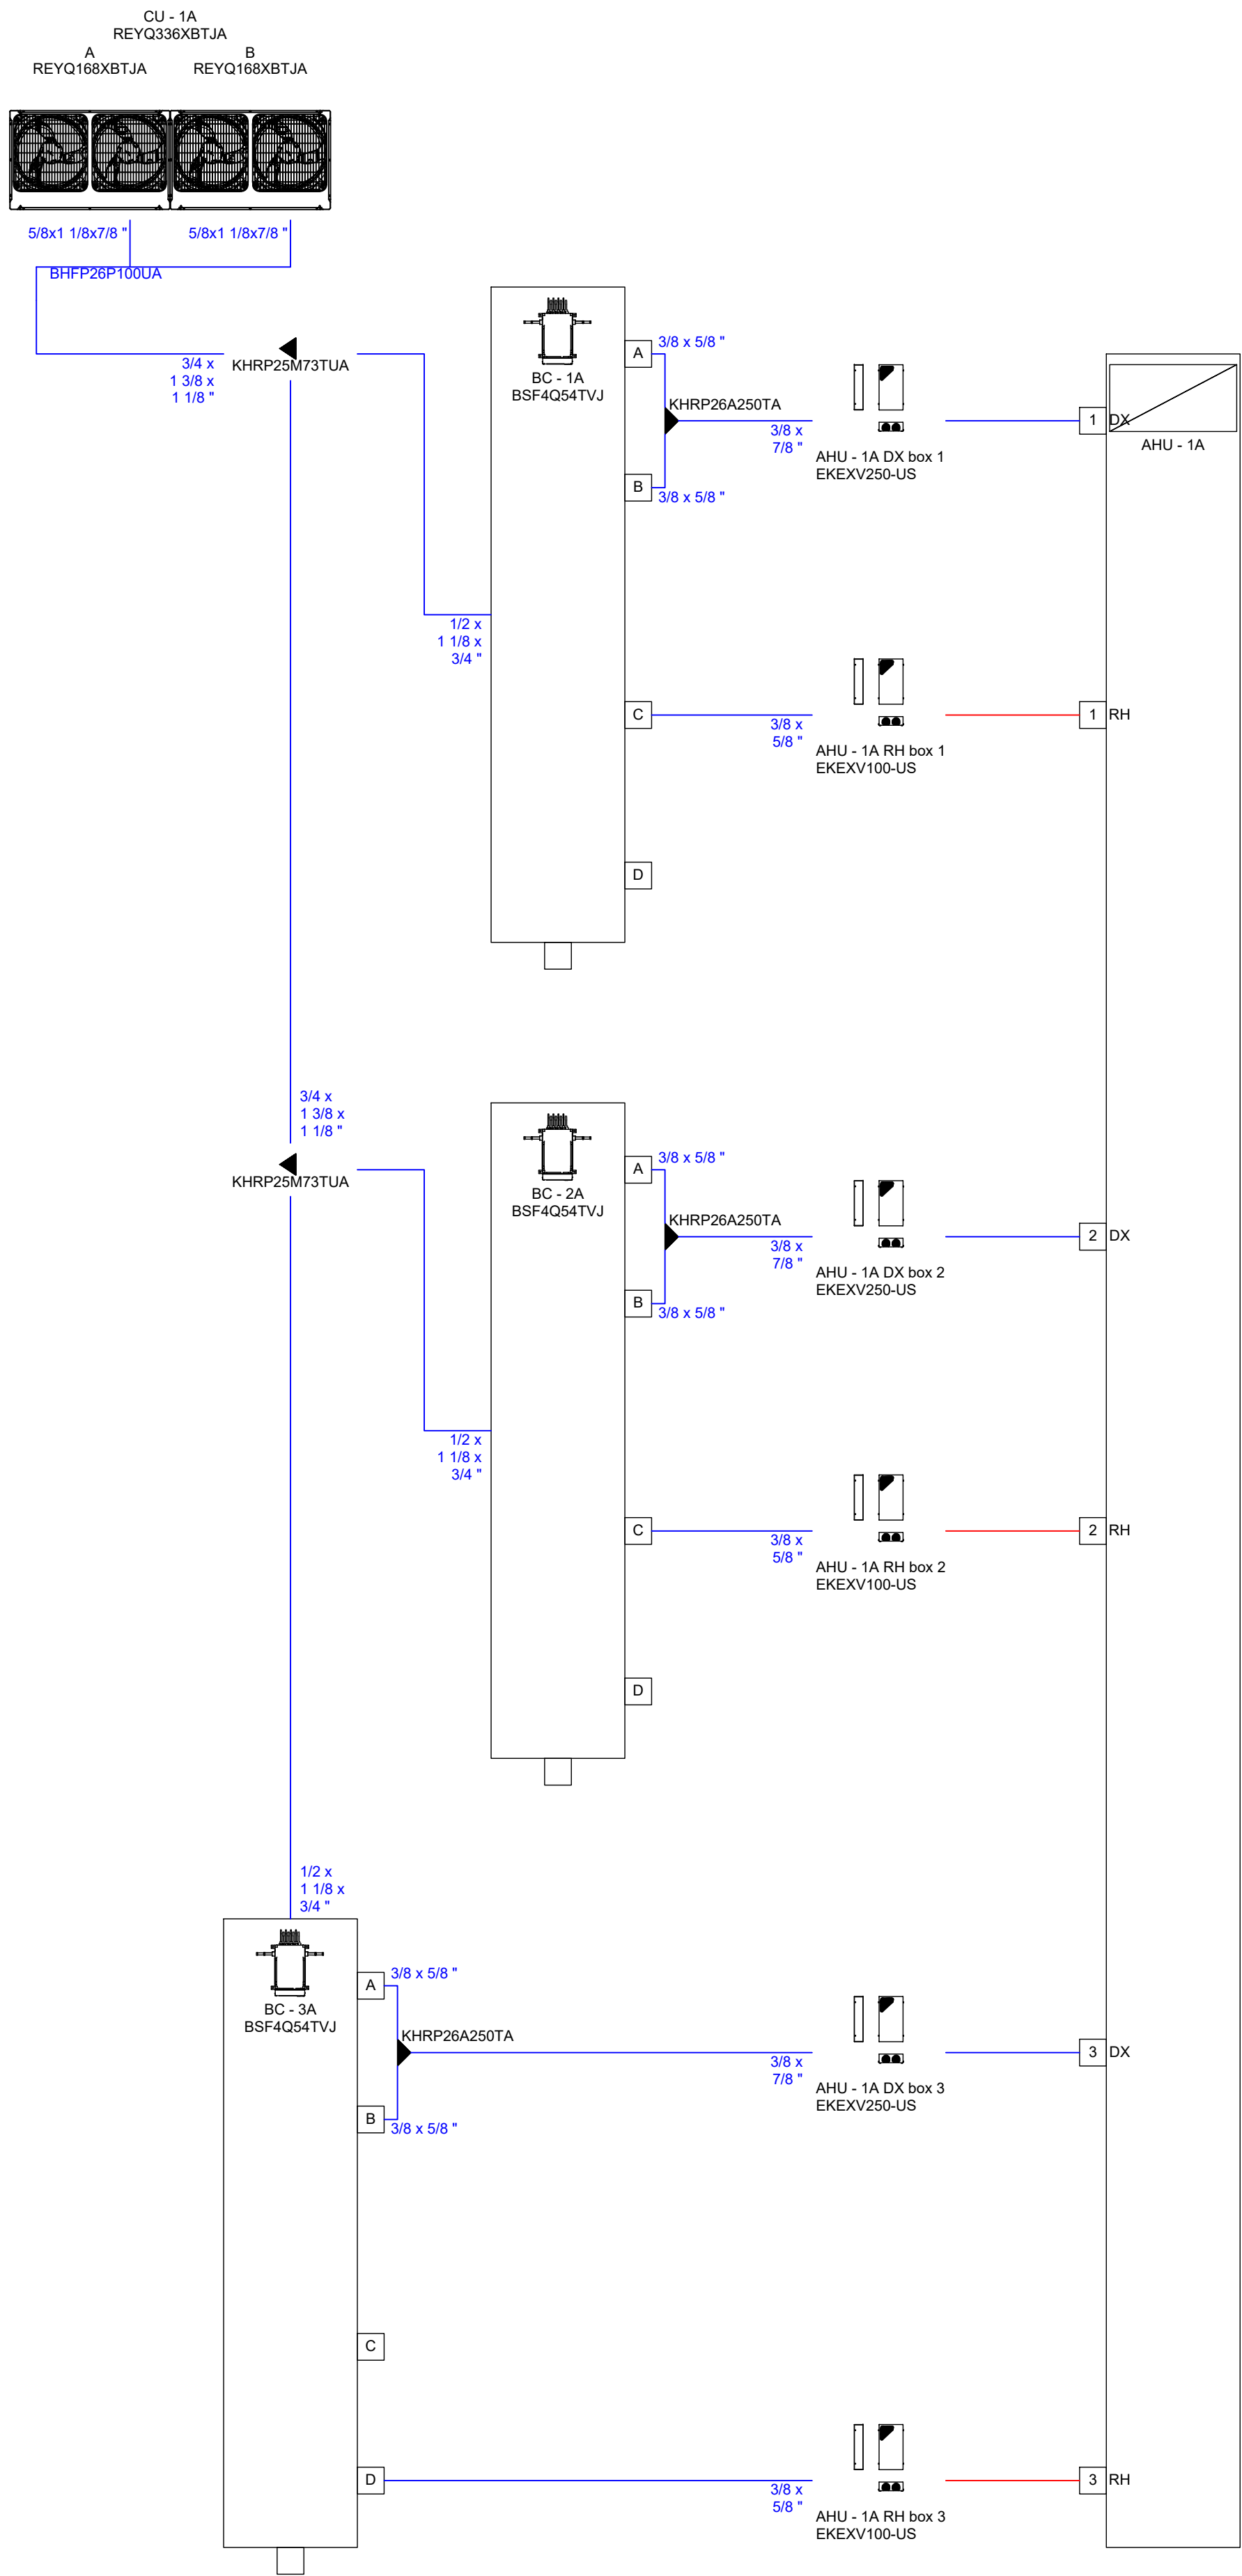 CU - 1A
REYQ336XBTJA
A
REYQ168XBTJA
B
REYQ168XBTJA
5/8x1 1/8x7/8 "
5/8x1 1/8x7/8 "
BHFP26P100UA
3/4 x
1 3/8 x
1 1/8 "
KHRP25M73TUA
BC - 1A
BSF4Q54TVJ
A
3/8 x 5/8 "
KHRP26A250TA
3/8 x
7/8 "
B
3/8 x 5/8 "
AHU - 1A DX box 1
EKEXV250-US
1
DX
AHU - 1A
1/2 x
1 1/8 x
3/4 "
C
3/8 x
5/8 "
AHU - 1A RH box 1
EKEXV100-US
1
RH
D
3/4 x
1 3/8 x
1 1/8 "
KHRP25M73TUA
BC - 2A
BSF4Q54TVJ
A
3/8 x 5/8 "
KHRP26A250TA
3/8 x
7/8 "
B
3/8 x 5/8 "
AHU - 1A DX box 2
EKEXV250-US
2
DX
1/2 x
1 1/8 x
3/4 "
C
3/8 x
5/8 "
AHU - 1A RH box 2
EKEXV100-US
2
RH
D
1/2 x
1 1/8 x
3/4 "
BC - 3A
BSF4Q54TVJ
A
3/8 x 5/8 "
KHRP26A250TA
3/8 x
7/8 "
B
3/8 x 5/8 "
AHU - 1A DX box 3
EKEXV250-US
3
DX
C
D
3/8 x
5/8 "
AHU - 1A RH box 3
EKEXV100-US
3
RH